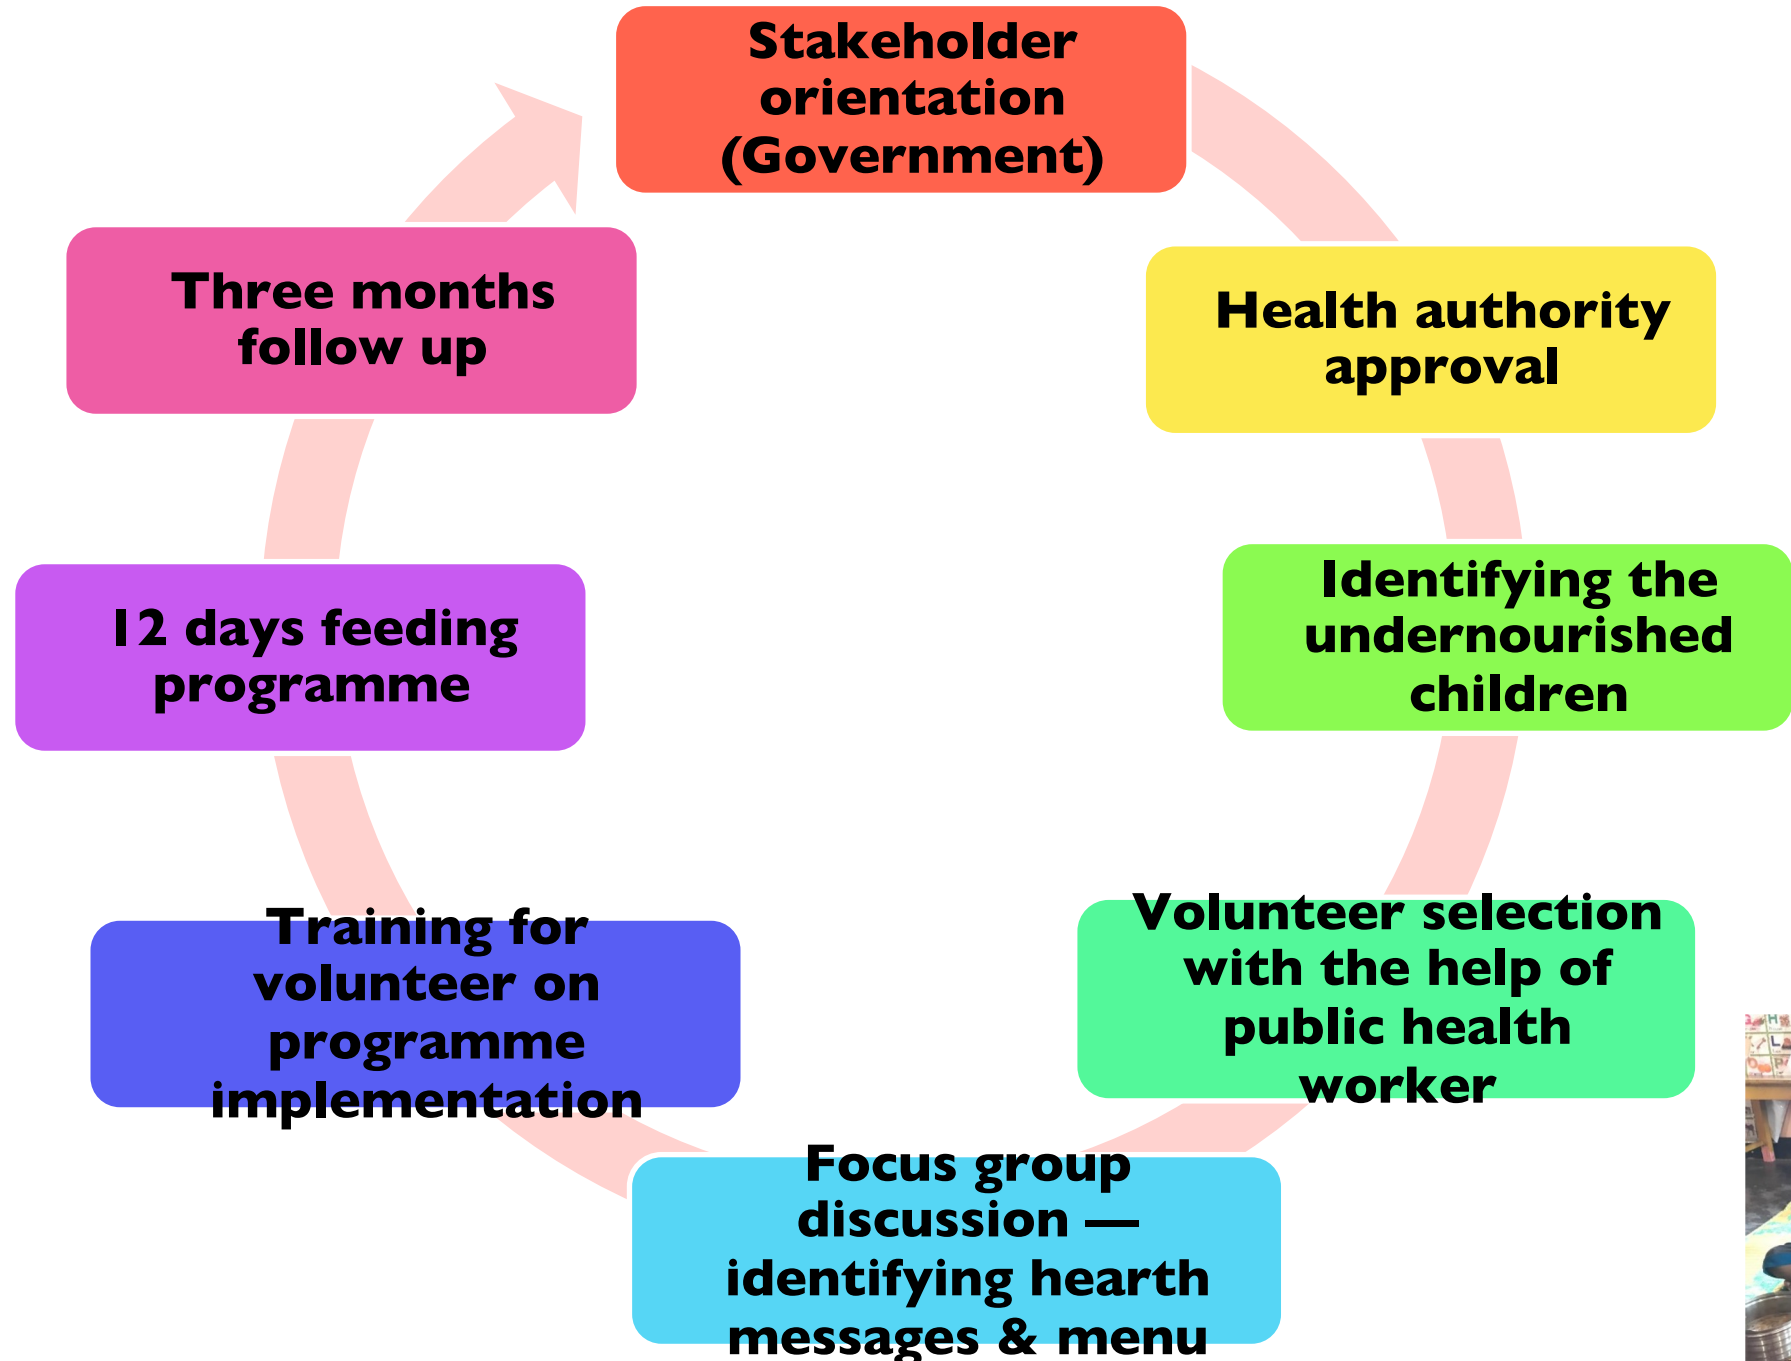 Stakeholder
orientation
(Government)
Health authority
approval
Identifying the
undernourished
children
Volunteer selection
with the help of
public health
worker
Focus group
discussion —
identifying hearth
messages & menu
Training for
volunteer on
programme
implementation
12 days feeding
programme
Three months
follow up